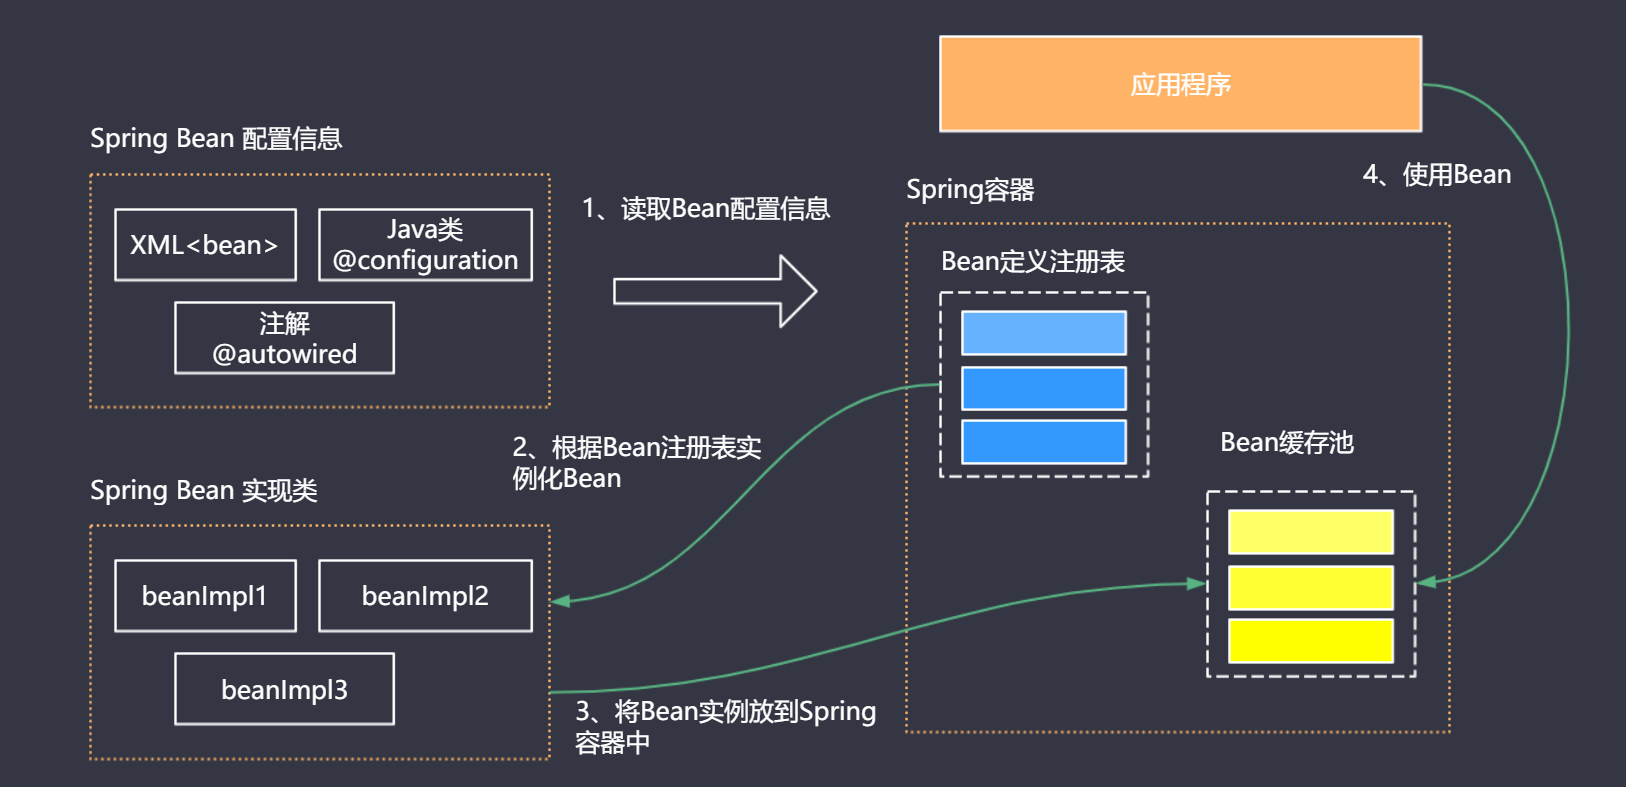 应用程序
Spring Bean 配置信息
XML<bean>
Java类
@configuration
注解
@autowired
1、读取Bean配置信息
4、使用Bean
Spring容器
Bean定义注册表
2、根据Bean注册表实
例化Bean
Bean缓存池
Spring Bean 实现类
beanImpl1
beanImpl2
beanImpl3
3、将Bean实例放到Spring
容器中